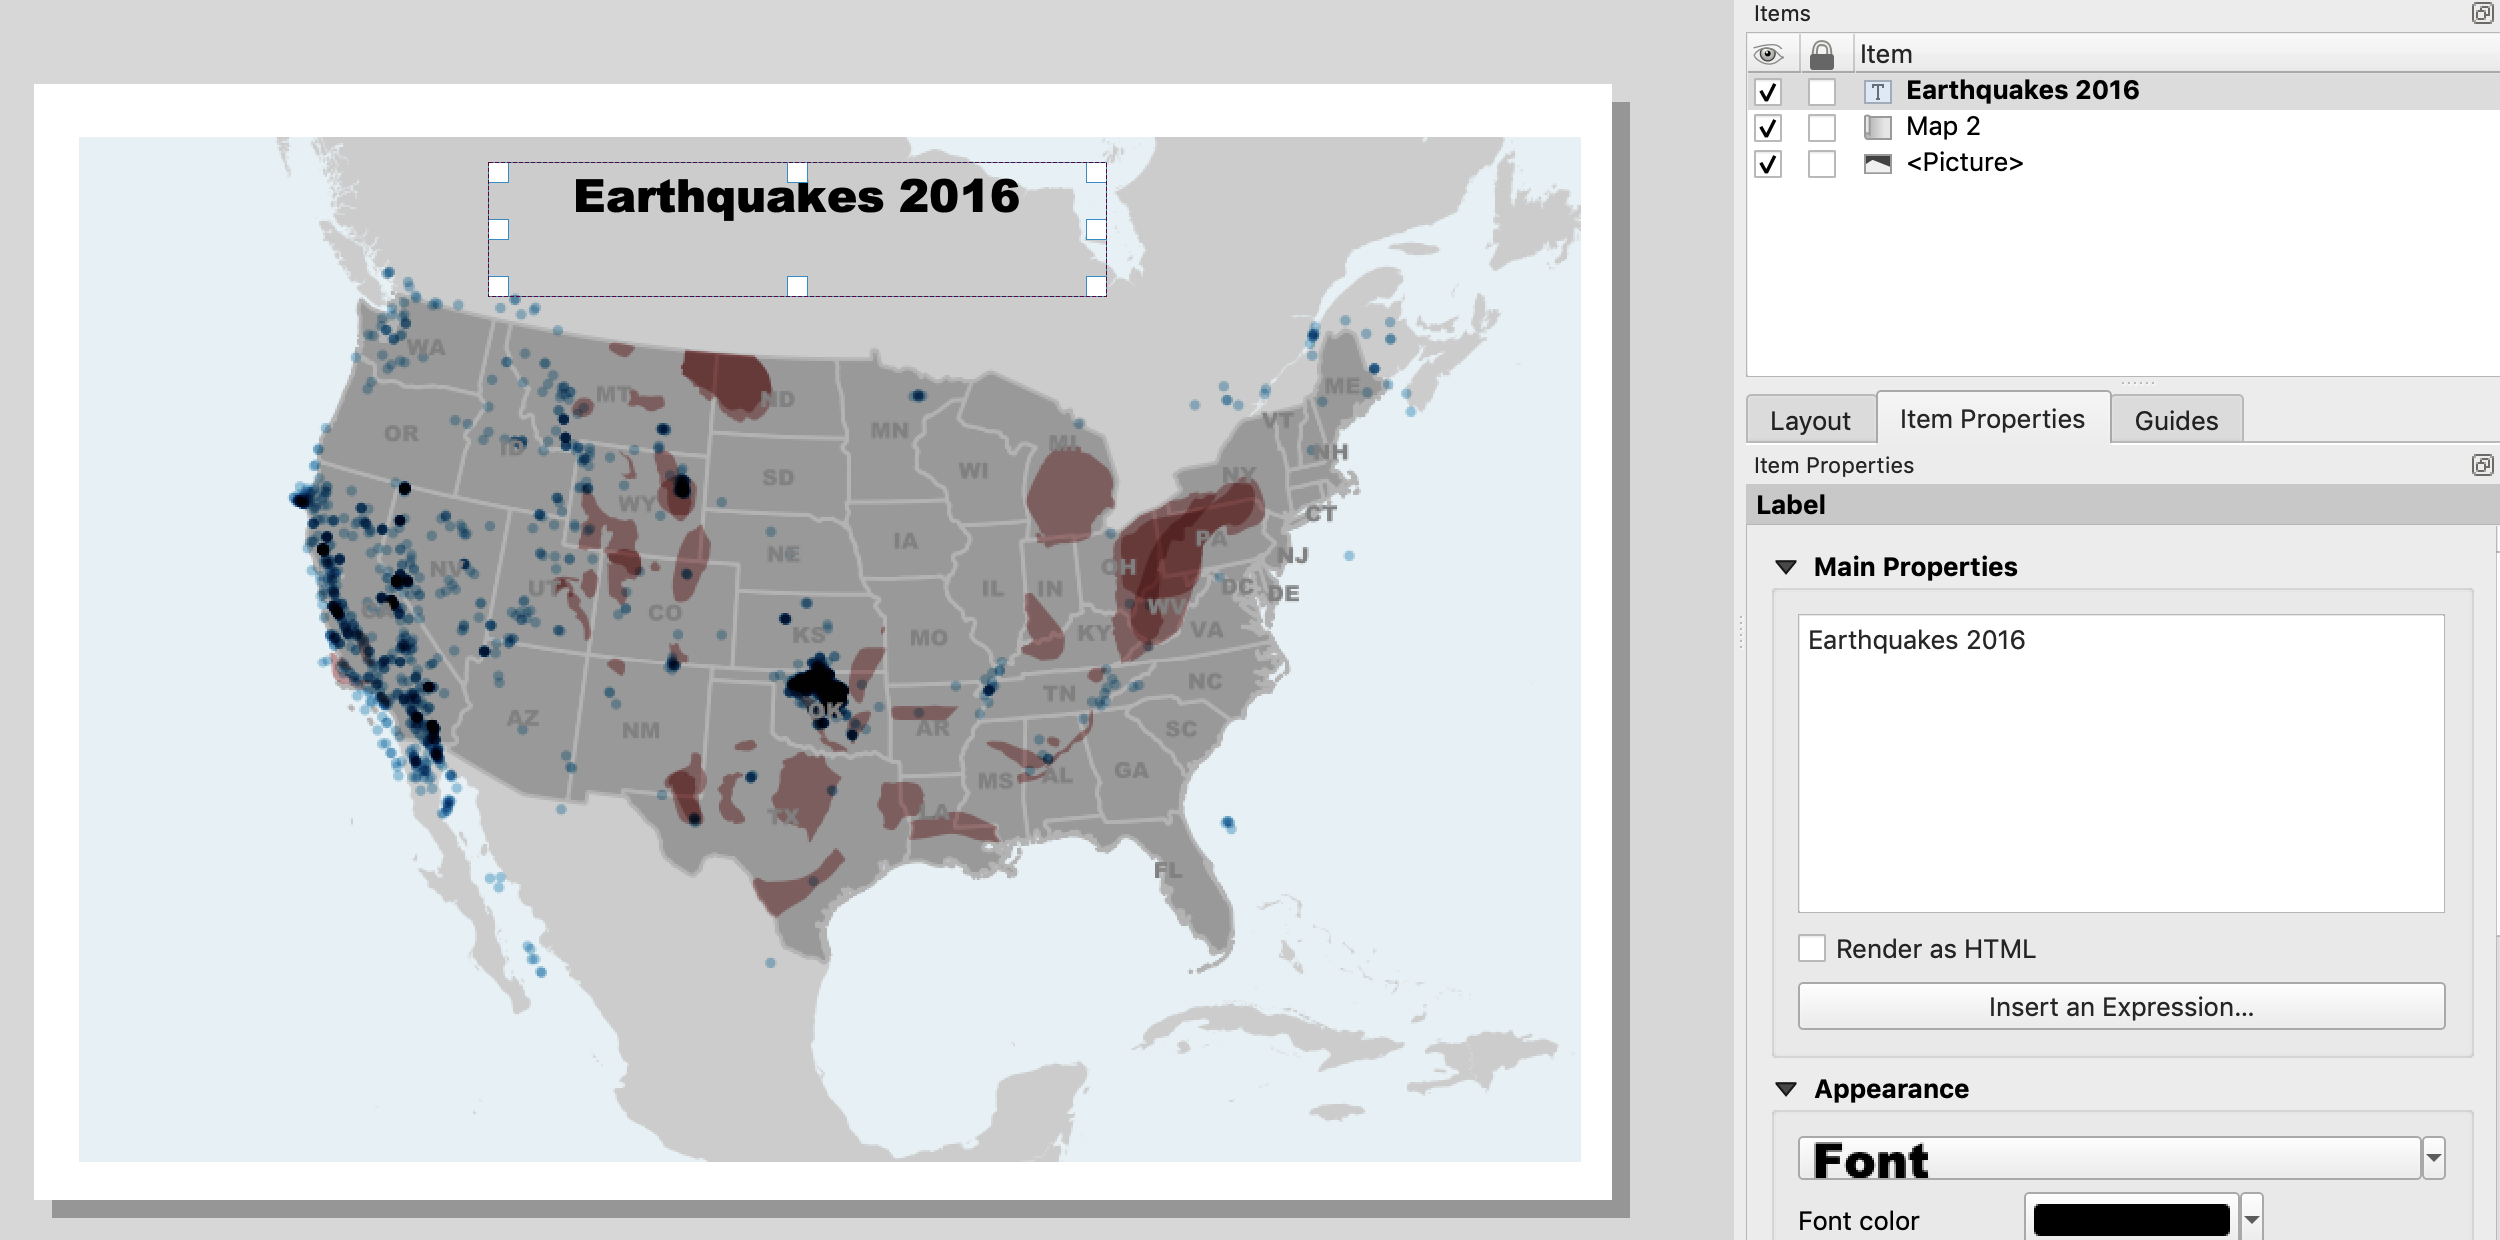 Items
Item
Earthquakes 2016
Map 2
<Picture>
Layout
Item Properties
Guides
Item Properties
Label
Main Properties
Earthquakes 2016
Render as HTML
Insert an Expression...
Appearance
Font
Font color
Earthquakes 2016
WA
MT
ND
ME
VT
OR
ID
MN
MI
NH
WI
NY
SD
WY
CT
IA
PA
NE
NJ
NV
OH
UT
IL
IN
DC
DE
CO
WV
CA
KS
MO
KY
VA
NC
TN
OK
AZ
NM
AR
SC
MS
AL
GA
TX
LA
FL